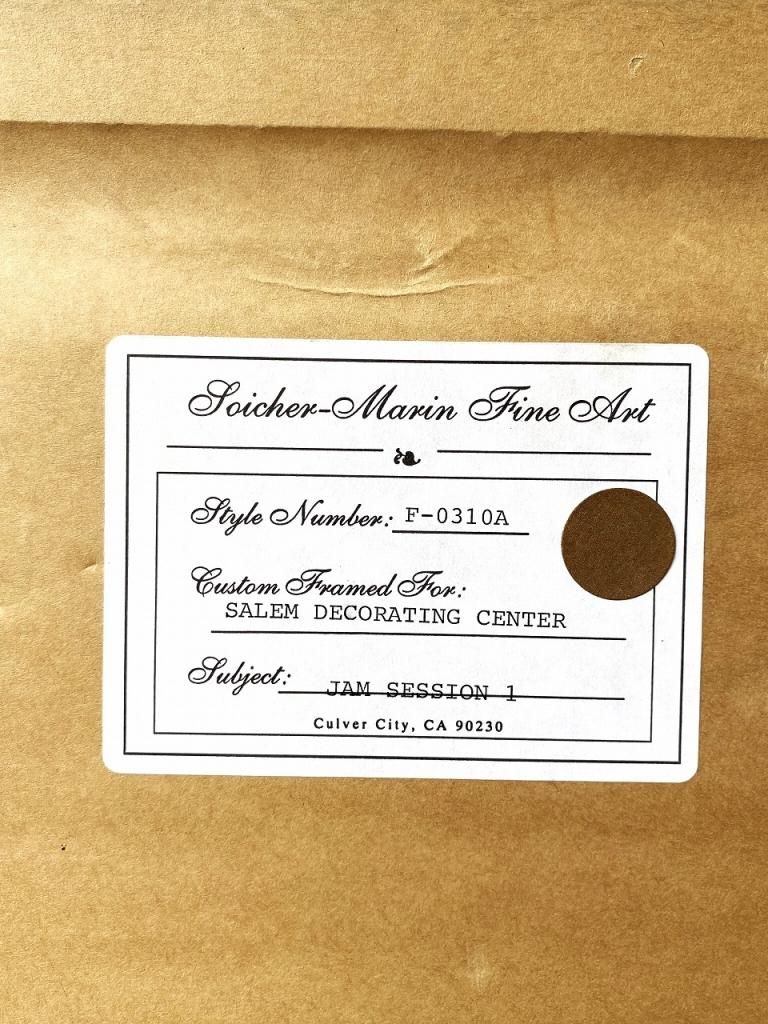 Soicher-Marin Fine Art
Style Number: F-0310A
Custom Framed For:
SALEM DECORATING CENTER
Subject: JAM SESSION 1
Culver City, CA 90230